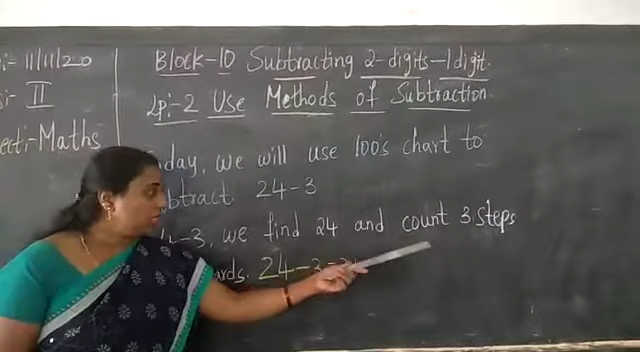 :- 11/11/20
:- II
ect:- Maths
Block-10 Subtracting 2-digits-1digit.
Lp:-2 Use Methods of Subtraction
day, we will use 100's chart to
btract 24-3
-3, we find 24 and count 3 steps
ards. 24-3=